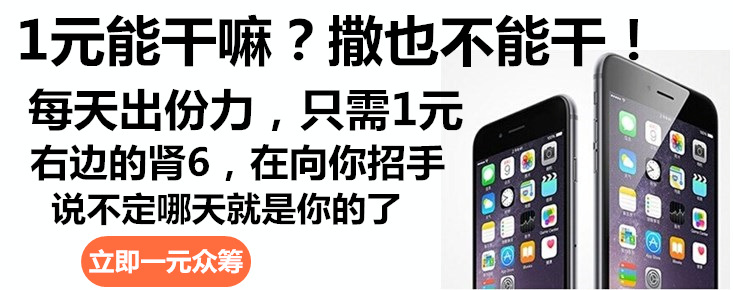 1元能干嘛？撒也不能干！
每天出份力，只需1元
右边的肾6，在向你招手
说不定哪天就是你的了
立即一元众筹